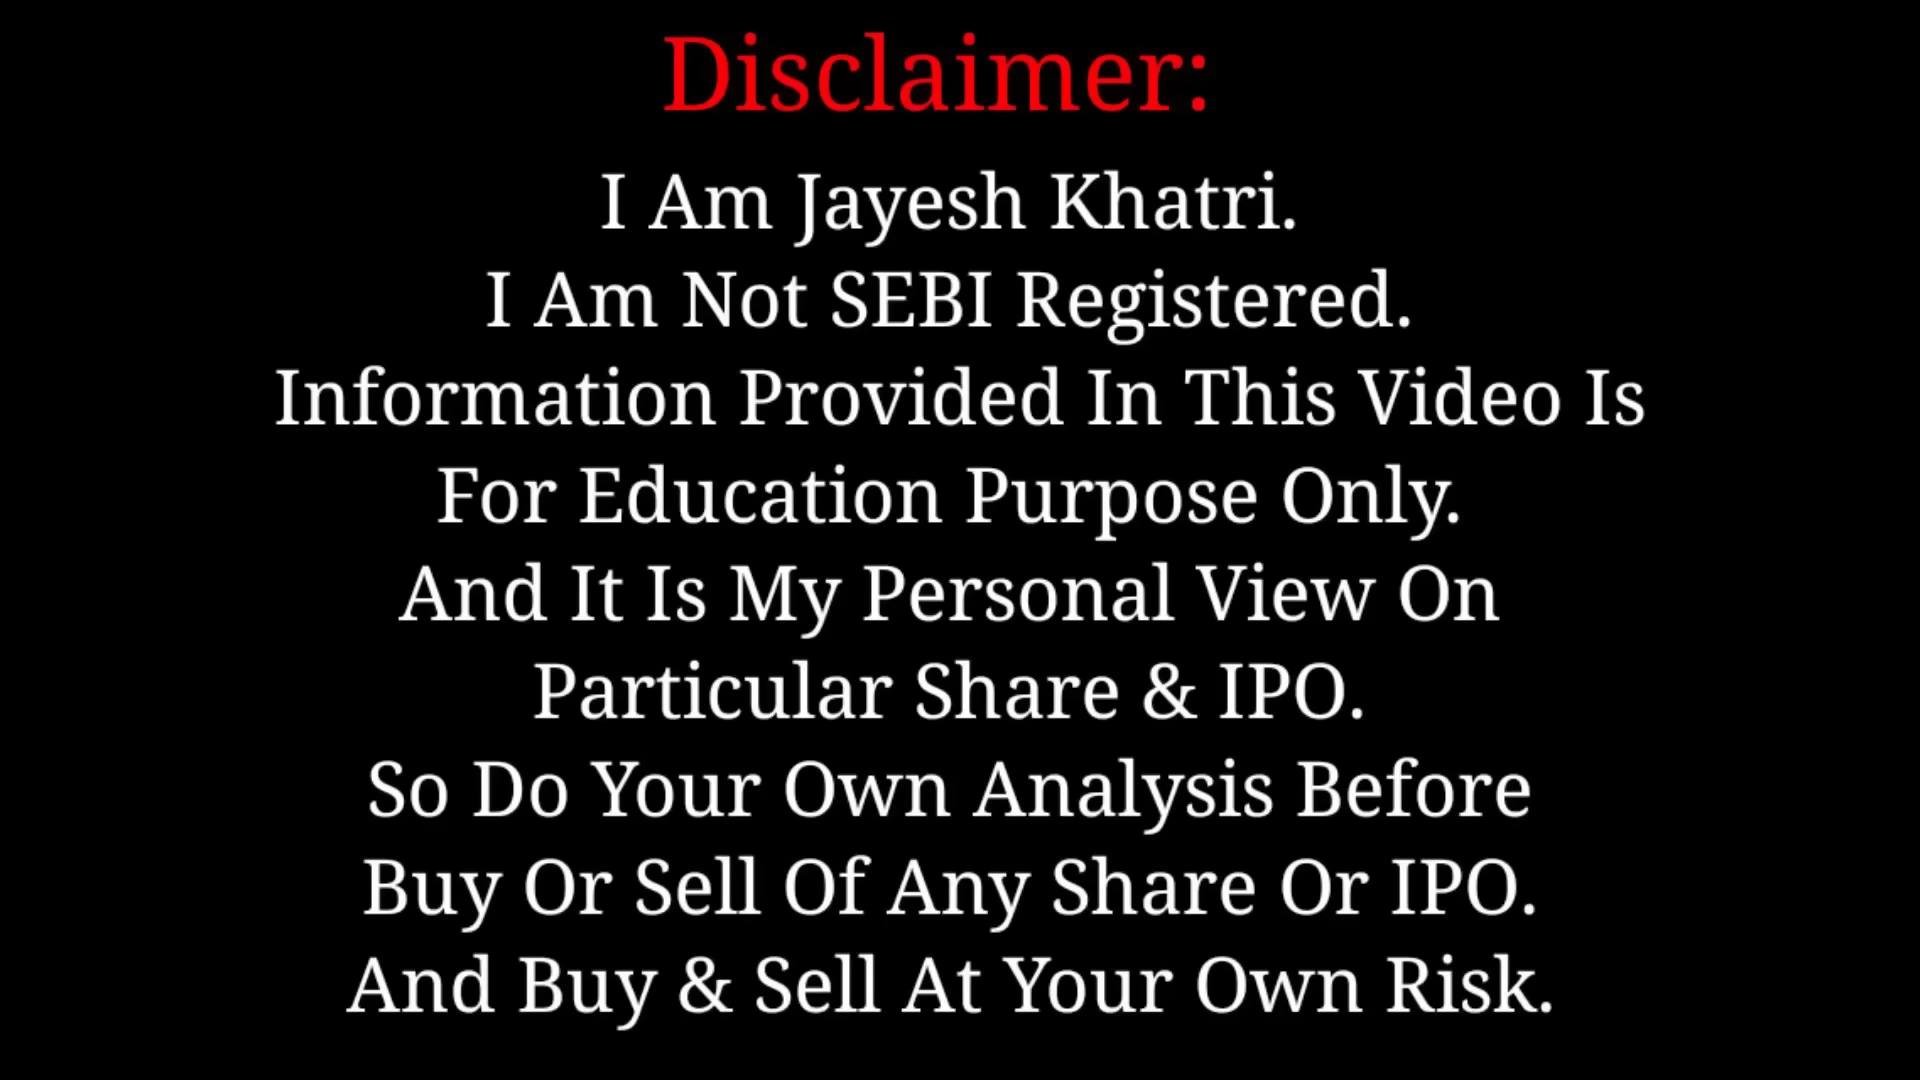 Disclaimer:
I Am Jayesh Khatri.
I Am Not SEBI Registered.
Information Provided In This Video Is
For Education Purpose Only.
And It Is My Personal View On
Particular Share & IPO.
So Do Your Own Analysis Before
Buy Or Sell Of Any Share Or IPO.
And Buy & Sell At Your Own Risk.